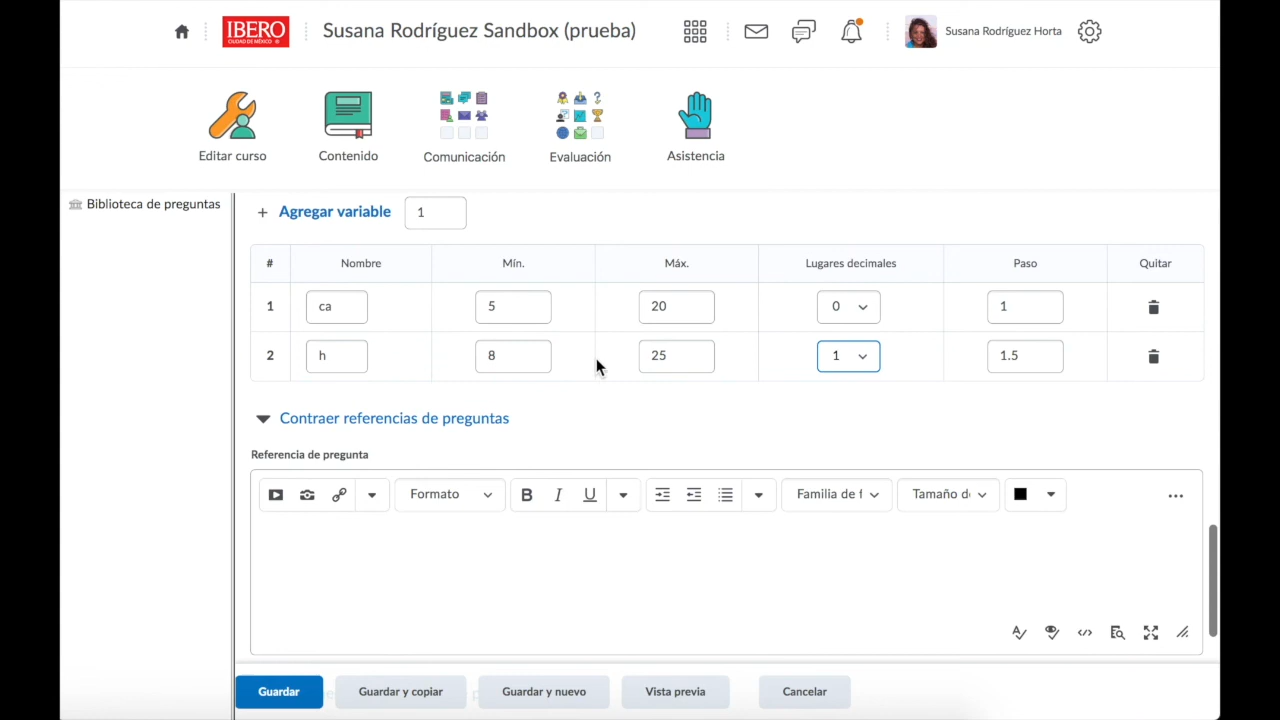 IBERO
CIUDAD DE MÉXICO
Susana Rodríguez Sandbox (prueba)
Susana Rodríguez Horta
Editar curso
Contenido
Comunicación
Evaluación
Asistencia
Biblioteca de preguntas
+ Agregar variable 1
# Nombre Mín. Máx. Lugares decimales Paso Quitar
1 ca 5 20 0 1
2 h 8 25 1 1.5
Contraer referencias de preguntas
Referencia de pregunta
Formato B I U Familia de f Tamaño de ...
Guardar Guardar y copiar Guardar y nuevo Vista previa Cancelar